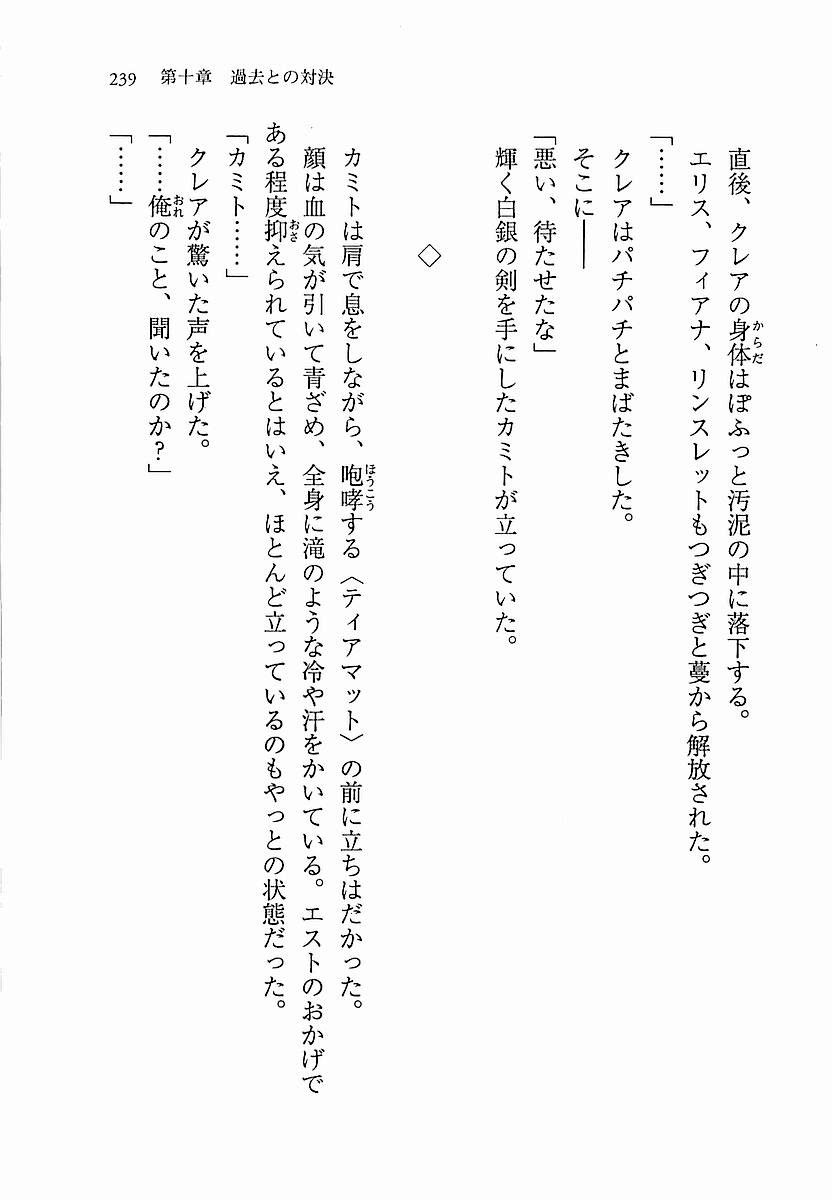 239　第十章　過去との対決
直後、クレアの身体はぽふっと汚泥の中に落下する。
エリス、フィアナ、リンスレットもつぎつぎと蔓から解放された。
「……」
クレアはパチパチとまばたきした。
そこに――
「悪い、待たせたな」
輝く白銀の剣を手にしたカミトが立っていた。
◇
カミトは肩で息をしながら、咆哮する〈ティアマット〉の前に立ちはだかった。
顔は血の気が引いて青ざめ、全身に滝のような冷や汗をかいている。エストのおかげで
ある程度抑えられているとはいえ、ほとんど立っているのもやっとの状態だった。
「カミト……」
クレアが驚いた声を上げた。
「……俺のこと、聞いたのか？」
「……」